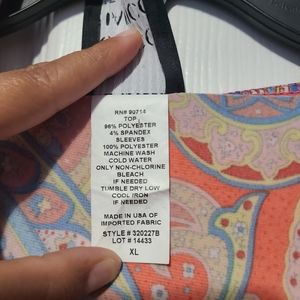 RN# 90714
TOP
96% POLYESTER
4% SPANDEX
SLEEVES
100% POLYESTER
MACHINE WASH
COLD WATER
ONLY NON-CHLORINE
BLEACH
IF NEEDED
TUMBLE DRY LOW
COOL IRON
IF NEEDED
MADE IN USA OF
IMPORTED FABRIC
STYLE # 320227B
LOT # 14433
XL